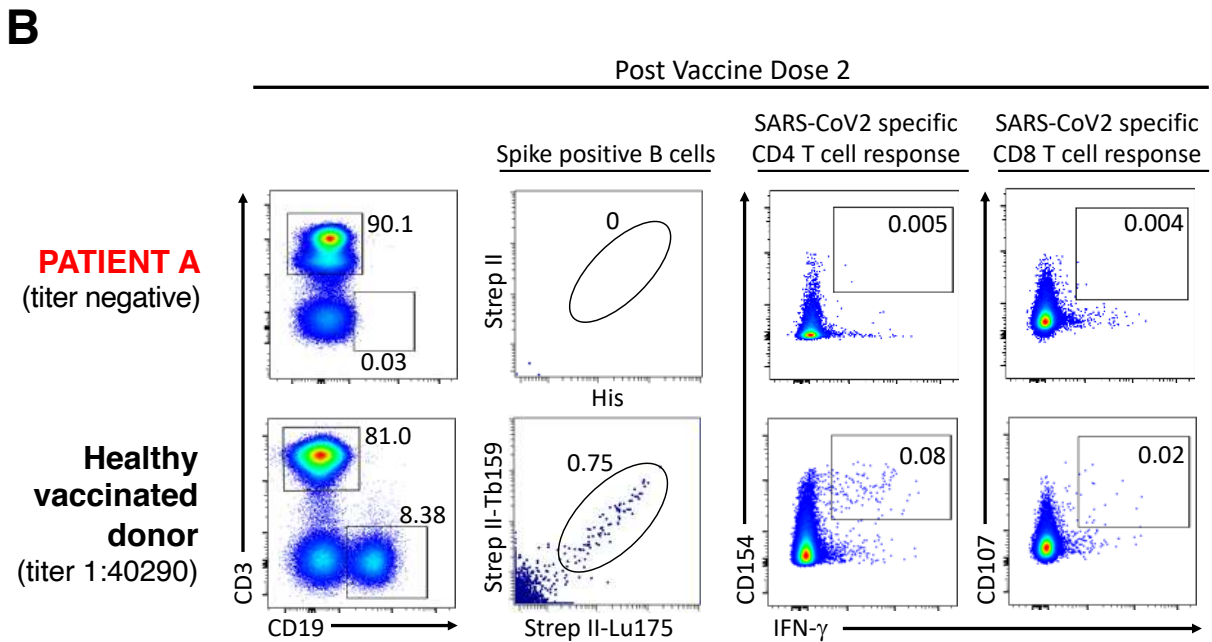 B
Post Vaccine Dose 2
Spike positive B cells
SARS-CoV2 specific
CD4 T cell response
SARS-CoV2 specific
CD8 T cell response
PATIENT A
(titer negative)
90.1
0.03
Strep II
0
His
0.005
0.004
Healthy
vaccinated
donor
(titer 1:40290)
CD3
81.0
8.38
CD19
Strep II-Tb159
0.75
Strep II-Lu175
CD154
0.08
IFN-γ
CD107
0.02